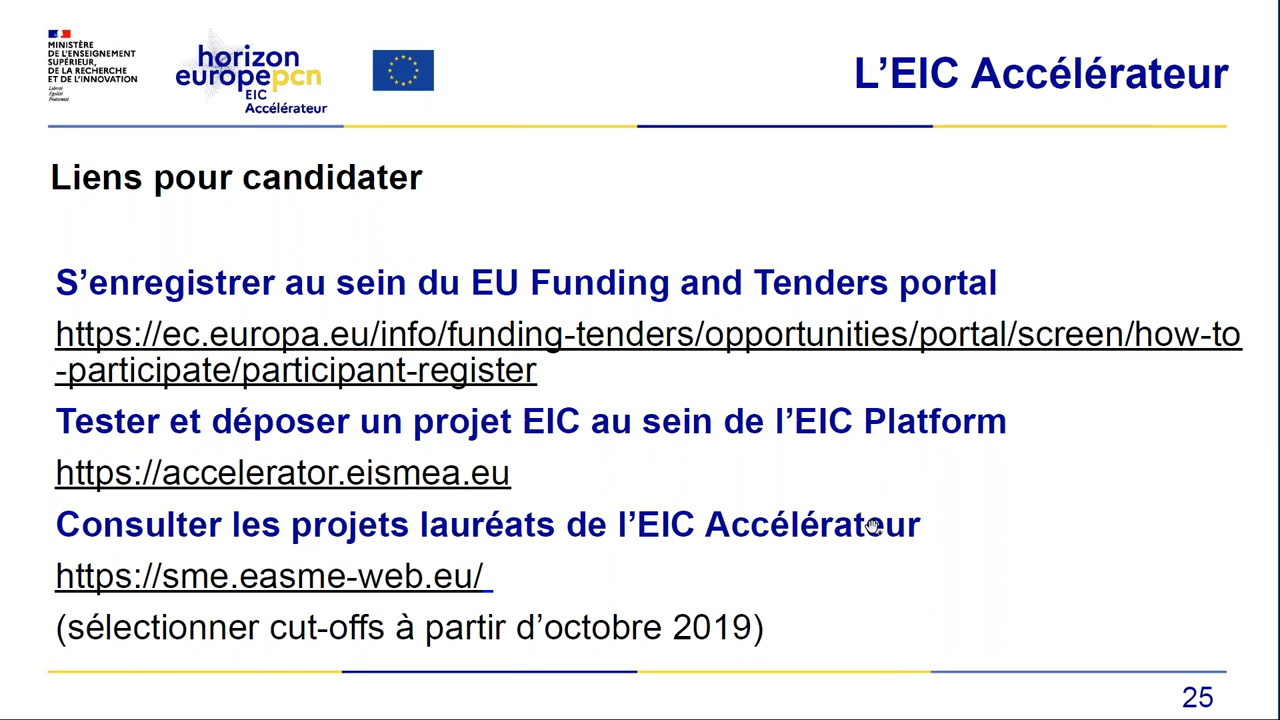 MINISTÈRE
DE L'ENSEIGNEMENT
SUPÉRIEUR,
DE LA RECHERCHE
ET DE L'INNOVATION
Liberté
Égalité
Fraternité
horizon
europepcn
EIC
Accélérateur
L’EIC Accélérateur
Liens pour candidater
S’enregistrer au sein du EU Funding and Tenders portal
https://ec.europa.eu/info/funding-tenders/opportunities/portal/screen/how-to
-participate/participant-register
Tester et déposer un projet EIC au sein de l’EIC Platform
https://accelerator.eismea.eu
Consulter les projets lauréats de l’EIC Accélérateur
https://sme.easme-web.eu/
(sélectionner cut-offs à partir d’octobre 2019)
25